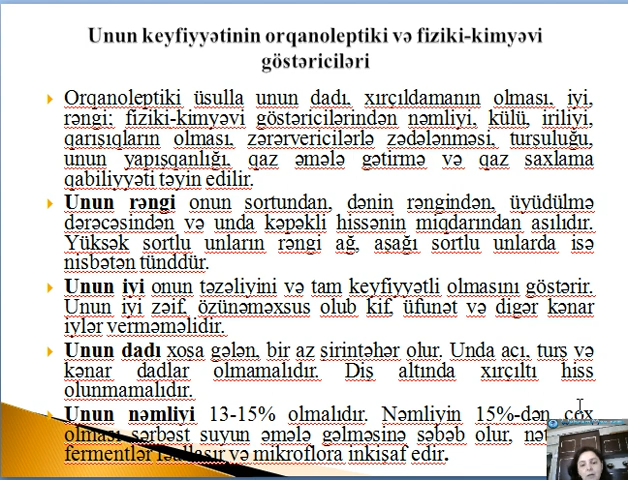 Unun keyfiyyətinin orqanoleptiki və fiziki-kimyəvi
göstəriciləri
Orqanoleptiki üsulla unun dadı, xırçıldamanın olması, iyi,
rəngi; fiziki-kimyəvi göstəricilərindən nəmliyi, külü, iriliyi,
qarışıqların olması, zərərvericilərlə zədələnməsi, turşuluğu,
unun yapışqanlığı, qaz əmələ gətirmə və qaz saxlama
qabiliyyəti təyin edilir.
Unun rəngi onun sortundan, dənin rəngindən, üyüdülmə
dərəcəsindən və unda kəpəkli hissənin miqdarından asılıdır.
Yüksək sortlu unların rəngi ağ, aşağı sortlu unlarda isə
nisbətən tünddür.
Unun iyi onun təzəliyini və tam keyfiyyətli olmasını göstərir.
Unun iyi zəif, özünəməxsus olub kif, üfunət və digər kənar
iylər verməməlidir.
Unun dadı xoşa gələn, bir az şirintəhər olur. Unda acı, turş və
kənar dadlar olmamalıdır. Diş altında xırçıltı hiss
olunmamalıdır.
Unun nəmliyi 13-15% olmalıdır. Nəmliyin 15%-dən çox
olması sərbəst suyun əmələ gəlməsinə səbəb olur,
fermentlər fəallaşır və mikroflora inkişaf edir.